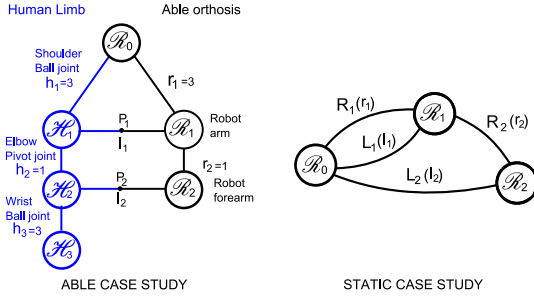 Human Limb
Able orthosis
ℛ0
Shoulder
Ball joint
h1=3
r1=3
ℋ1
P1
l1
ℛ1
Robot
arm
Elbow
Pivot joint
h2=1
r2=1
ℋ2
P2
l2
ℛ2
Robot
forearm
Wrist
Ball joint
h3=3
ℋ3
ABLE CASE STUDY
R1(r1)
ℛ1
R2(r2)
L1(l1)
ℛ0
L2(l2)
ℛ2
STATIC CASE STUDY